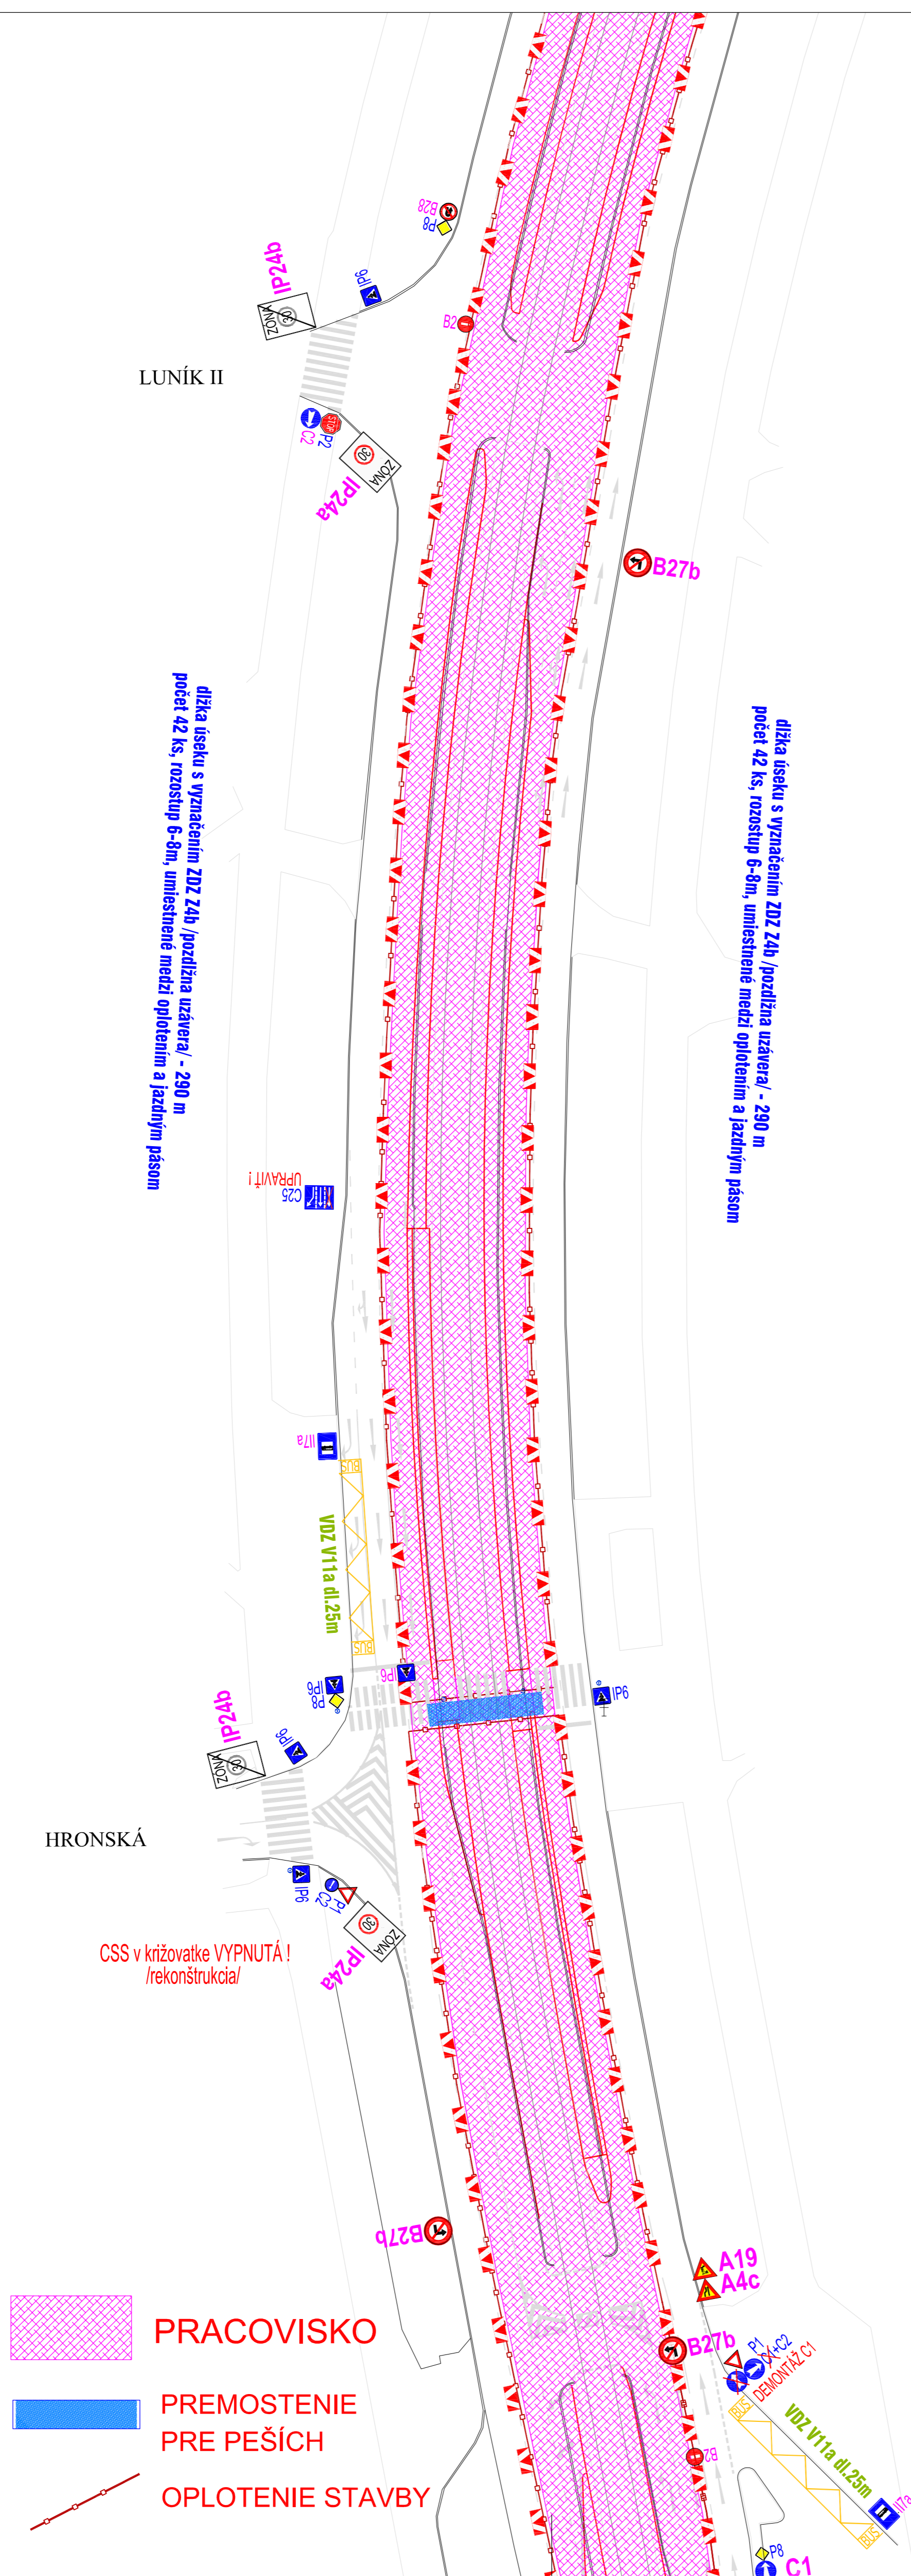 B28
P8
IP24b
ZÓNA
30
IP6
B2
LUNÍK II
C2
P2
STOP
30
ZÓNA
IP24a
B27b
dĺžka úseku s vyznačením ZDZ Z4b /pozdĺžna uzávera/ - 290 m
počet 42 ks, rozostup 6-8m, umiestnené medzi oplotením a jazdným pásom
dĺžka úseku s vyznačením ZDZ Z4b /pozdĺžna uzávera/ - 290 m
počet 42 ks, rozostup 6-8m, umiestnené medzi oplotením a jazdným pásom
UPRAVIŤ !
C25
II7a
BUS
VDZ V11a dl.25m
BUS
IP6
IP6
P8
IP6
IP24b
ZÓNA
30
IP6
HRONSKÁ
IP6
C2
P1
30
ZÓNA
IP24a
CSS v križovatke VYPNUTÁ !
/rekonštrukcia/
B27b
A19
A4c
B27b
P1
C1+C2
DEMONTÁŽ C1
BUS
VDZ V11a dl.25m
BUS
II7a
B2
P8
C1
PRACOVISKO
PREMOSTENIE
PRE PEŠÍCH
OPLOTENIE STAVBY